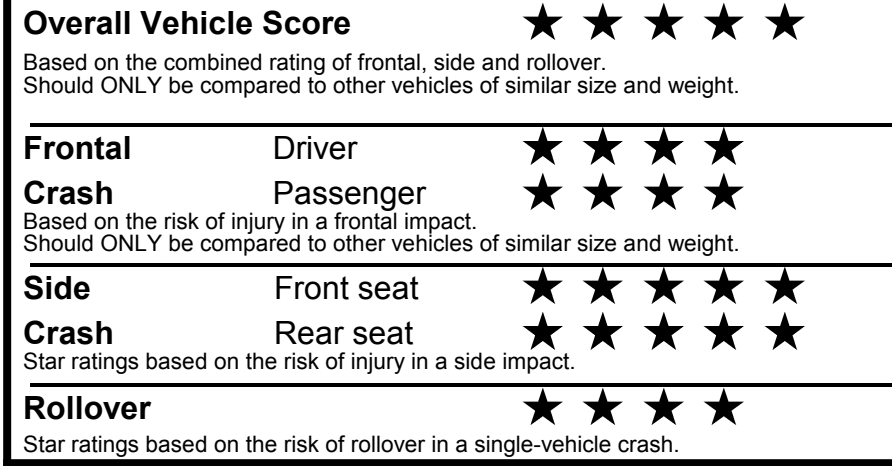 Overall Vehicle Score ★ ★ ★ ★ ★
Based on the combined rating of frontal, side and rollover.
Should ONLY be compared to other vehicles of similar size and weight.
Frontal Driver ★ ★ ★ ★
Crash Passenger ★ ★ ★ ★
Based on the risk of injury in a frontal impact.
Should ONLY be compared to other vehicles of similar size and weight.
Side Front seat ★ ★ ★ ★ ★
Crash Rear seat ★ ★ ★ ★ ★
Star ratings based on the risk of injury in a side impact.
Rollover ★ ★ ★ ★
Star ratings based on the risk of rollover in a single-vehicle crash.